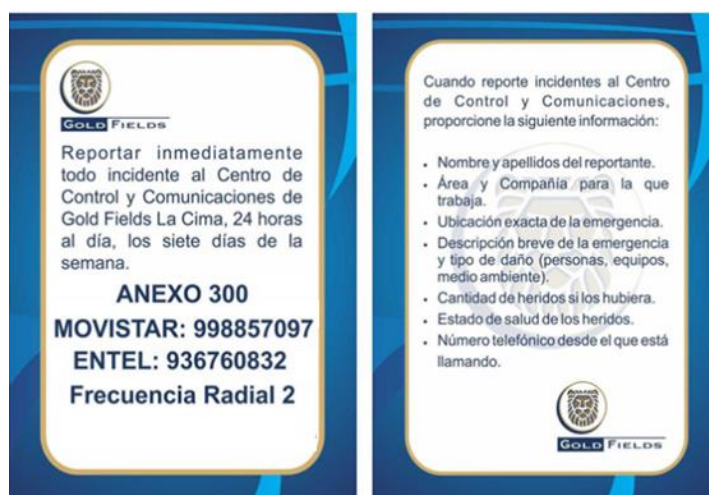 GOLD FIELDS
Reportar inmediatamente
todo incidente al Centro de
Control y Comunicaciones de
Gold Fields La Cima, 24 horas
al día, los siete días de la
semana.
ANEXO 300
MOVISTAR: 998857097
ENTEL: 936760832
Frecuencia Radial 2
Cuando reporte incidentes al Centro
de Control y Comunicaciones,
proporcione la siguiente información:
• Nombre y apellidos del reportante.
• Área y Compañía para la que
trabaja.
• Ubicación exacta de la emergencia.
• Descripción breve de la emergencia
y tipo de daño (personas, equipos,
medio ambiente).
• Cantidad de heridos si los hubiera.
• Estado de salud de los heridos.
• Número telefónico desde el que está
llamando.
GOLD FIELDS